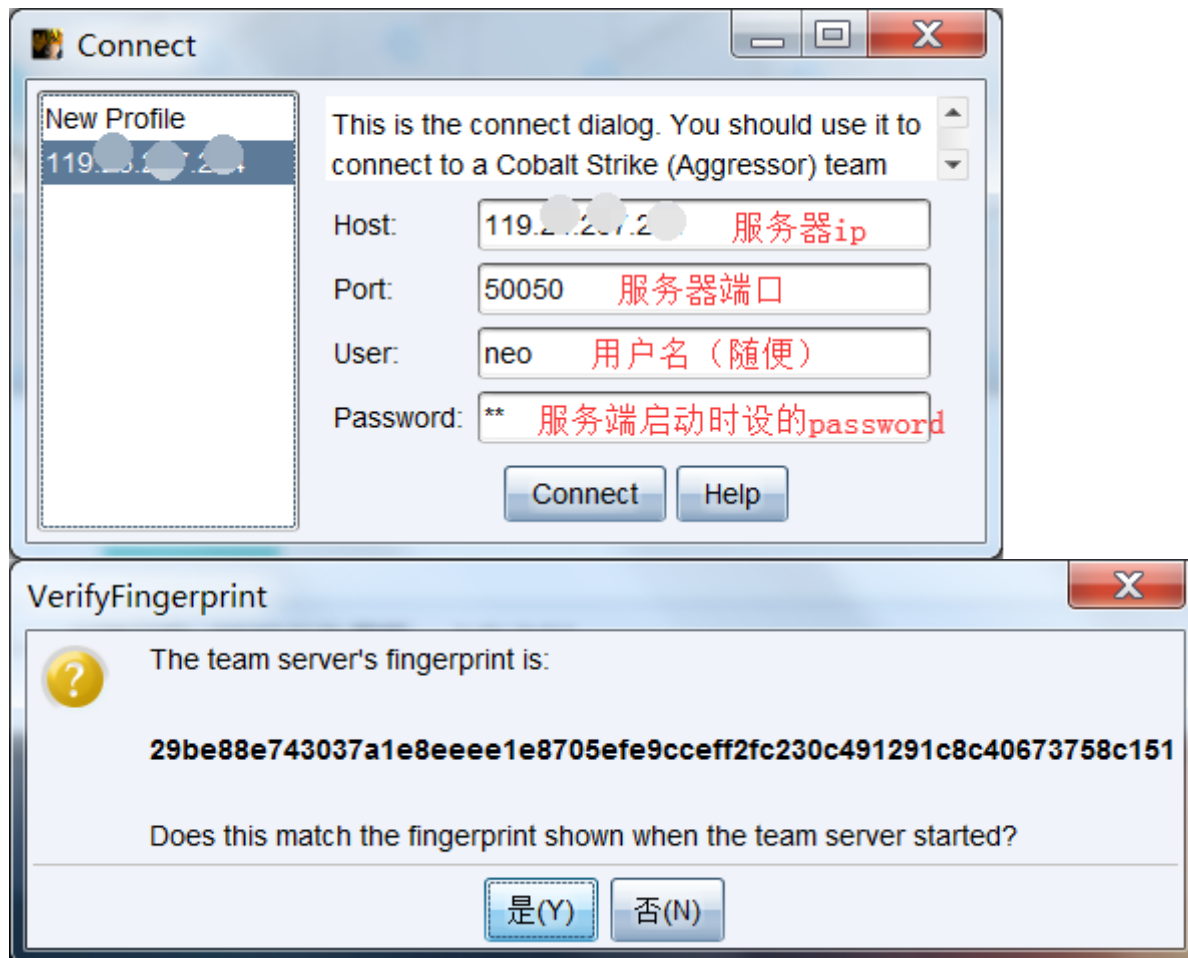 Connect
New Profile
This is the connect dialog. You should use it to
connect to a Cobalt Strike (Aggressor) team
Host: 119. 服务器ip
Port: 50050 服务器端口
User: neo 用户名（随便）
Password: ** 服务端启动时设的password
Connect Help
VerifyFingerprint
The team server's fingerprint is:
29be88e743037a1e8eeee1e8705efe9cceff2fc230c491291c8c40673758c151
Does this match the fingerprint shown when the team server started?
是(Y) 否(N)